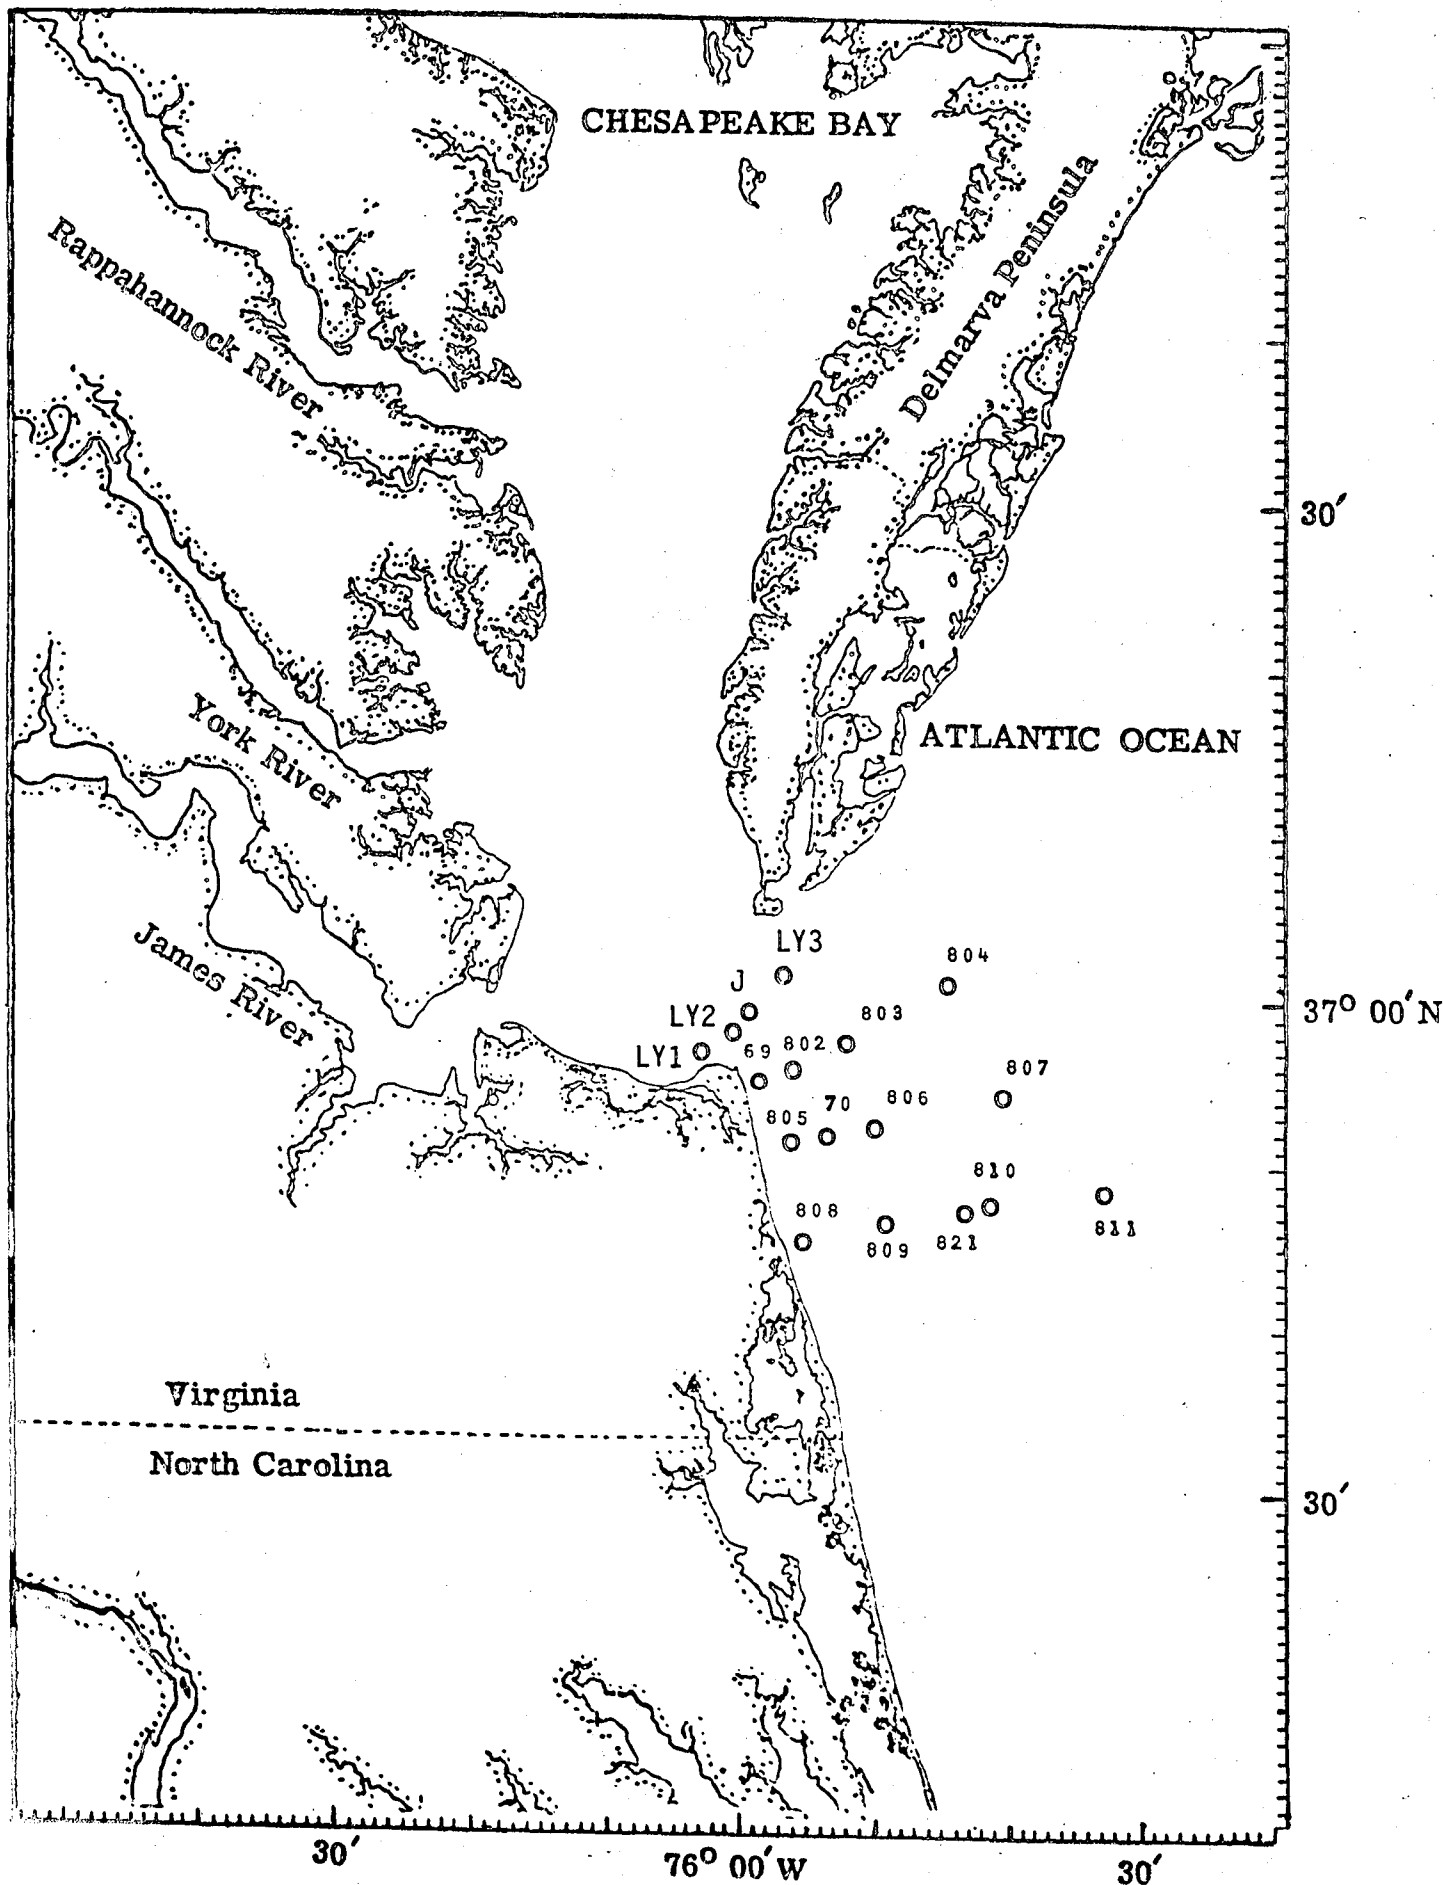 CHESAPEAKE BAY
Delmarva Peninsula
Rappahannock River
30′
York River
ATLANTIC OCEAN
James River
LY3
804
J
803
37° 00′ N
LY2
69
802
LY1
807
805
70
806
810
808
811
809
821
Virginia
North Carolina
30′
30′
76° 00′ W
30′